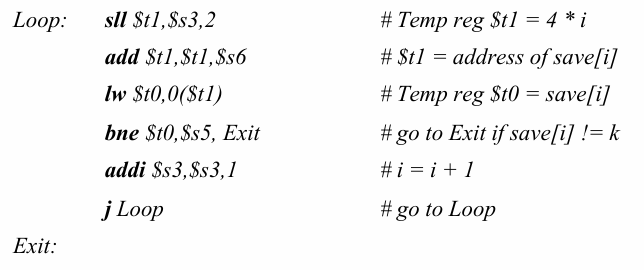 Loop: sll $t1,$s3,2 # Temp reg $t1 = 4 * i
add $t1,$t1,$s6 # $t1 = address of save[i]
lw $t0,0($t1) # Temp reg $t0 = save[i]
bne $t0,$s5, Exit # go to Exit if save[i] != k
addi $s3,$s3,1 # i = i + 1
j Loop # go to Loop
Exit: